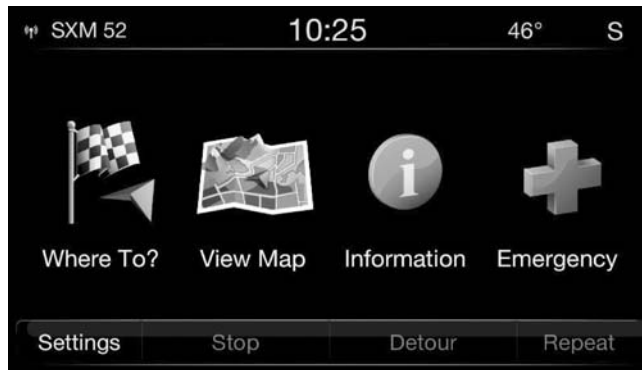 SXM 52 10:25 46° S
Where To? View Map Information Emergency
Settings Stop Detour Repeat